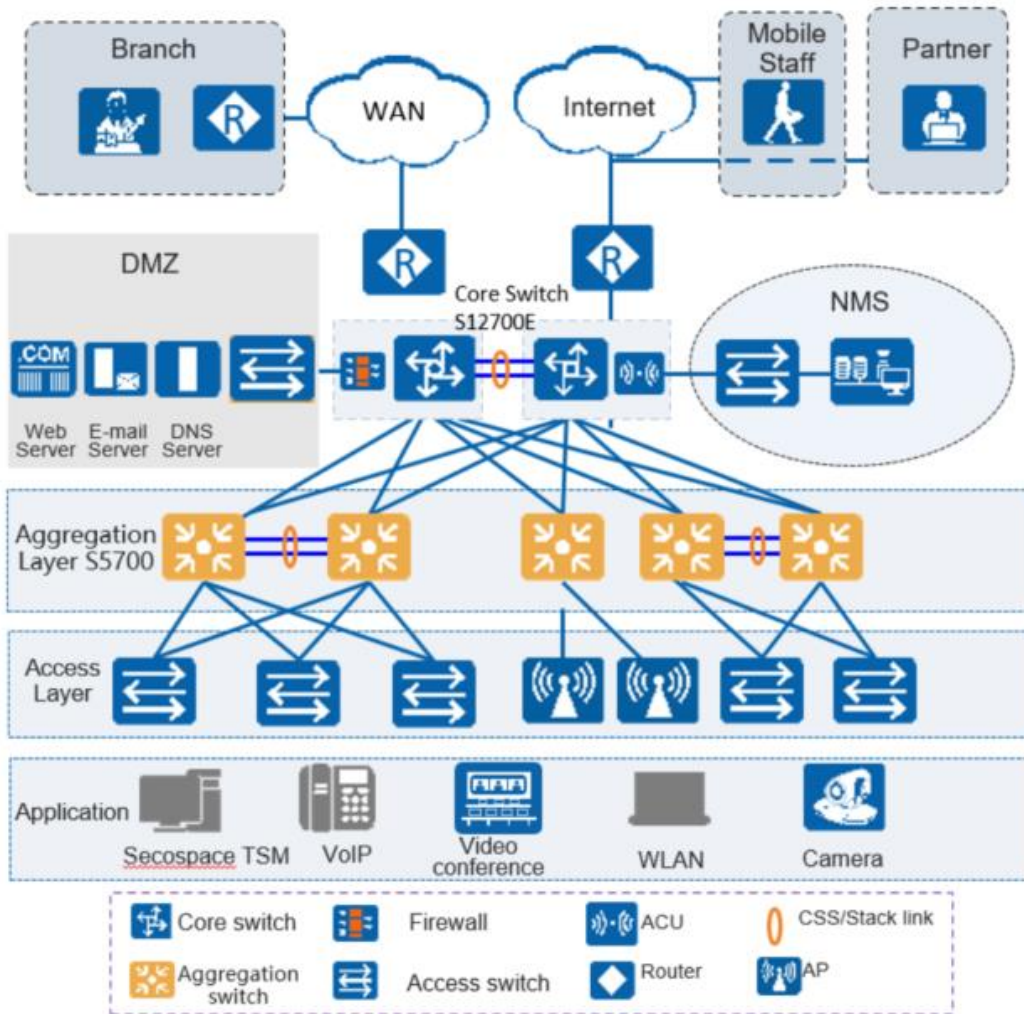 Branch
WAN
Internet
Mobile
Staff
Partner
R
R
R
DMZ
Core Switch
S12700E
NMS
.COM
Web
Server
E-mail
Server
DNS
Server
Aggregation
Layer S5700
Access
Layer
Application
Secospace TSM
VoIP
Video
conference
WLAN
Camera
Core switch
Firewall
ACU
CSS/Stack link
Aggregation
switch
Access switch
Router
AP